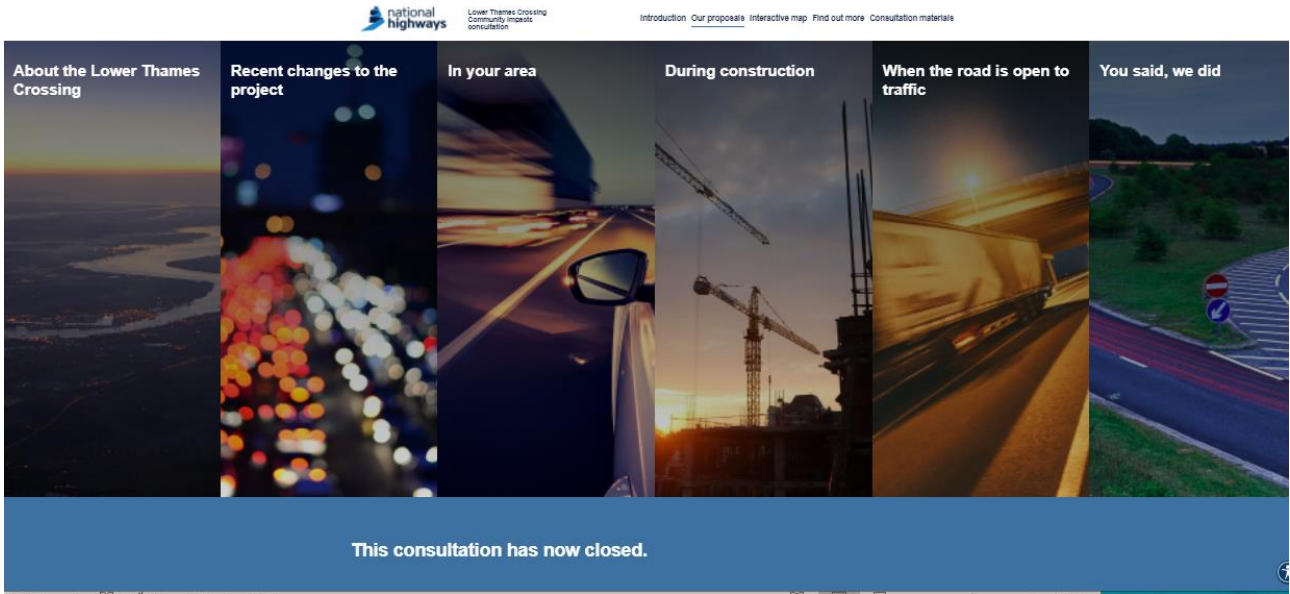 national
highways
Lower Thames Crossing
Community Impacts
consultation
Introduction Our proposals Interactive map Find out more Consultation materials
About the Lower Thames
Crossing
Recent changes to the
project
In your area
During construction
When the road is open to
traffic
You said, we did
This consultation has now closed.